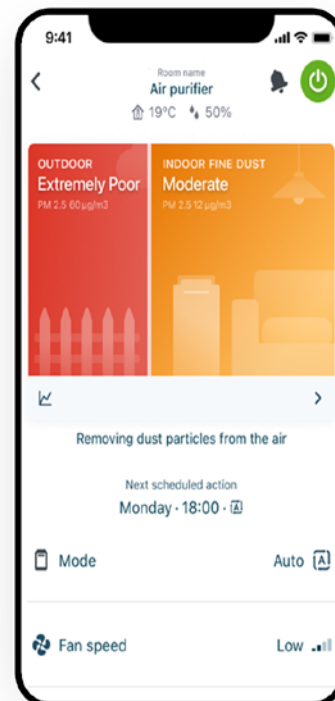 9:41
Room name
Air purifier
19°C 50%
OUTDOOR
Extremely Poor
PM 2.5 60 µg/m3
INDOOR FINE DUST
Moderate
PM 2.5 12 µg/m3
Removing dust particles from the air
Next scheduled action
Monday · 18:00 · A
Mode Auto A
Fan speed Low